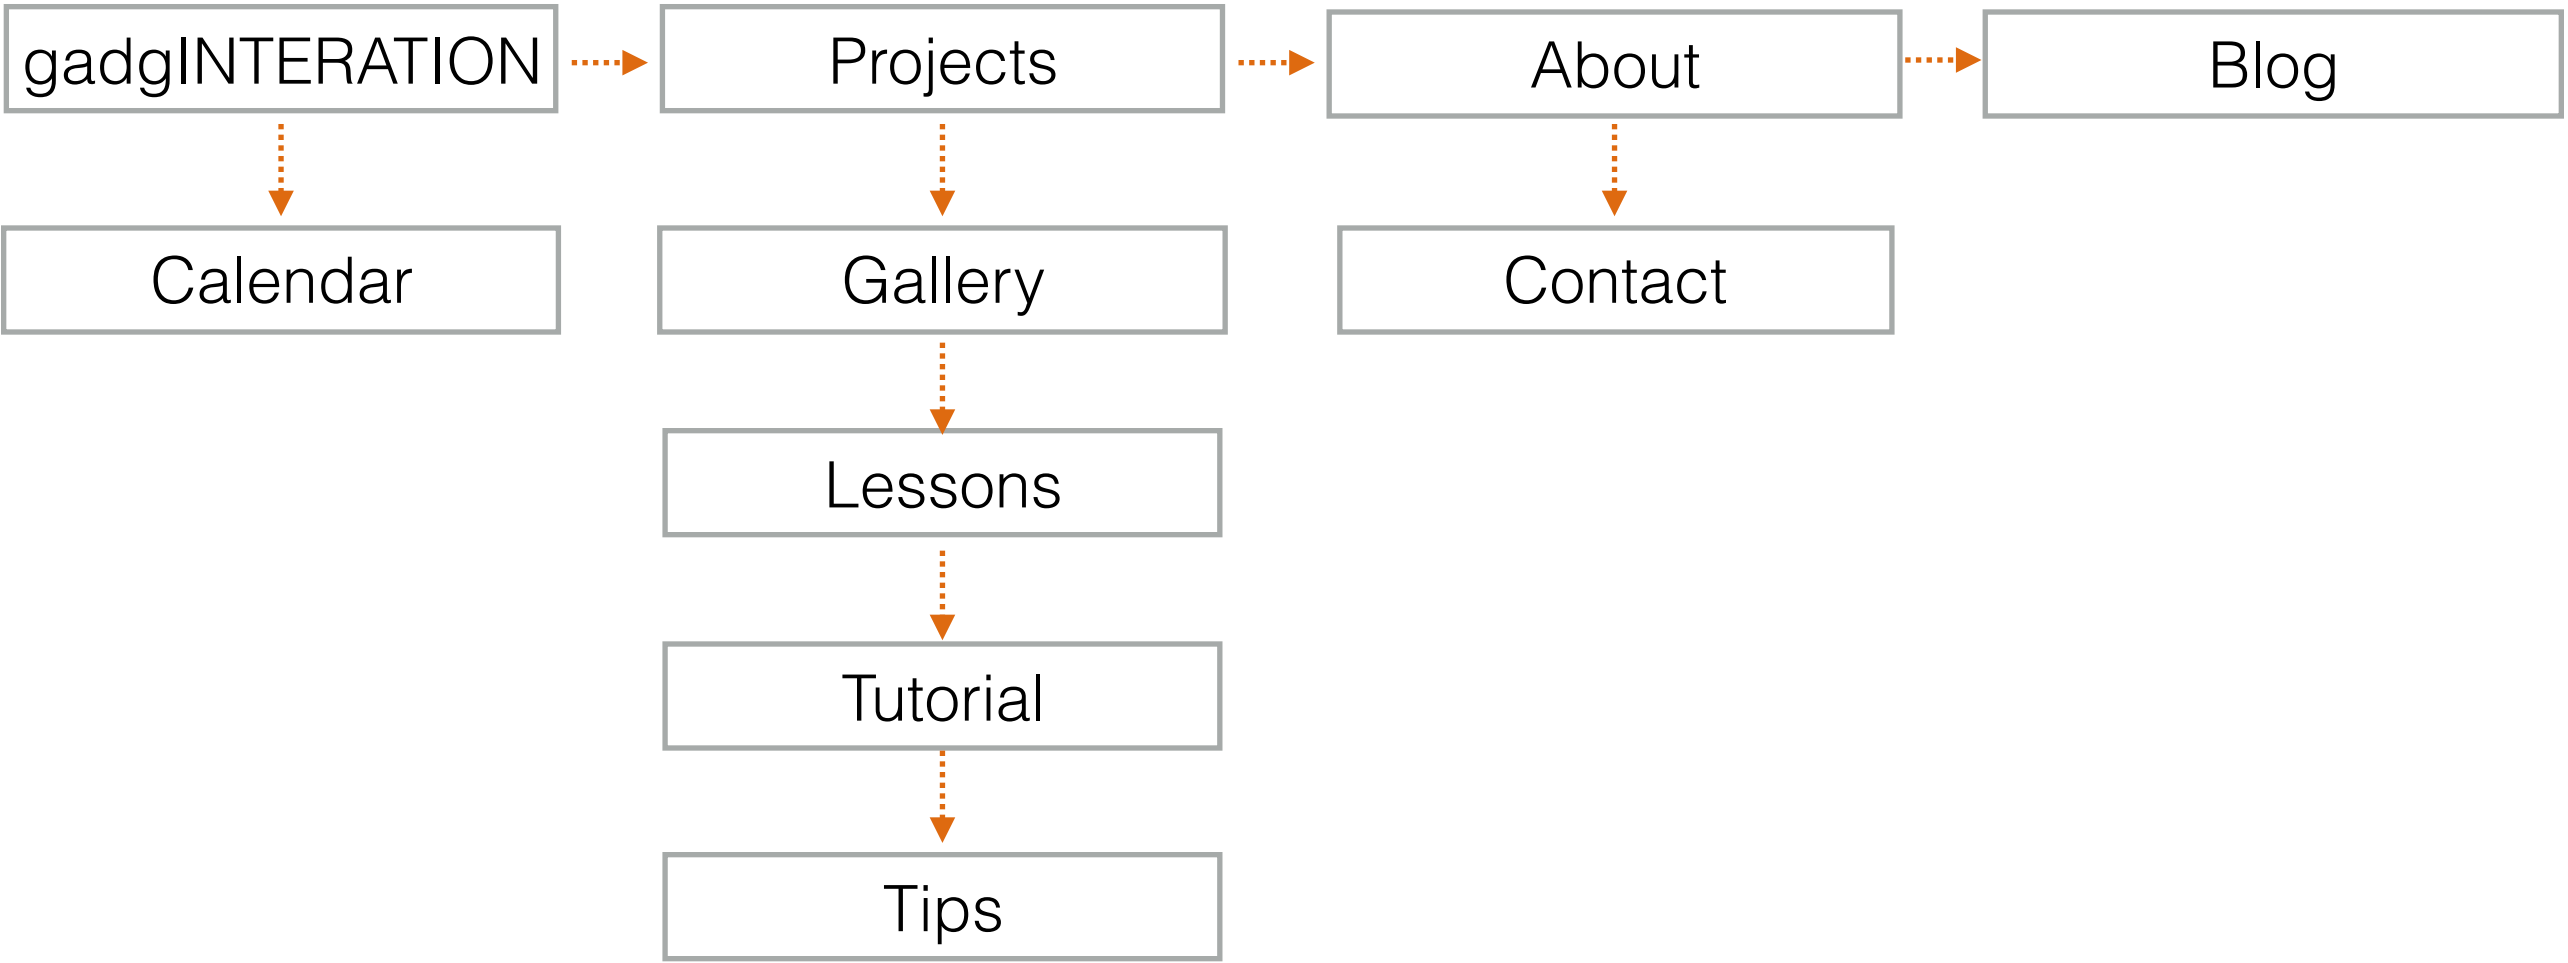 gadgINTERATION
Projects
About
Blog
Calendar
Gallery
Contact
Lessons
Tutorial
Tips